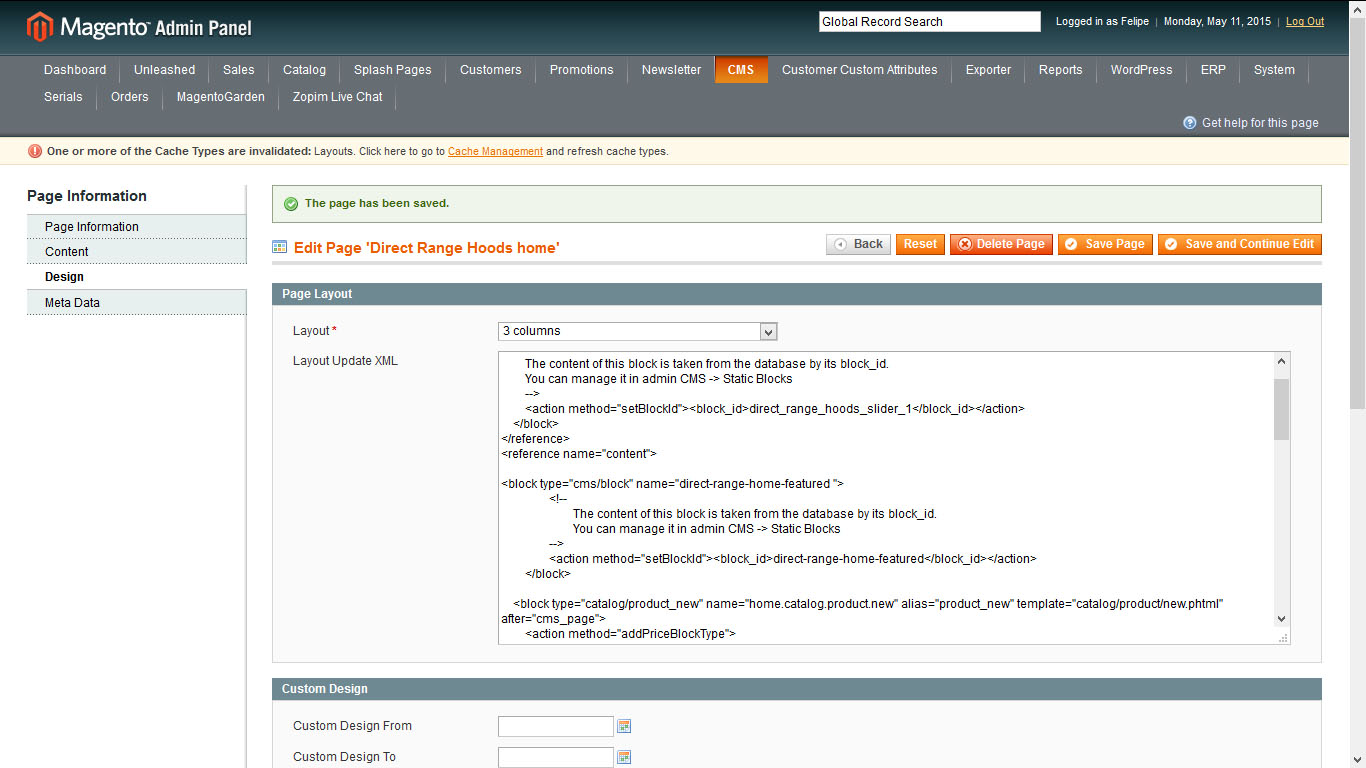 Magento™ Admin Panel
Global Record Search
Logged in as Felipe | Monday, May 11, 2015 | Log Out
Dashboard Unleashed Sales Catalog Splash Pages Customers Promotions Newsletter CMS Customer Custom Attributes Exporter Reports WordPress ERP System
Serials Orders MagentoGarden Zopim Live Chat
Get help for this page
One or more of the Cache Types are invalidated: Layouts. Click here to go to Cache Management and refresh cache types.
Page Information
Page Information
Content
Design
Meta Data
The page has been saved.
Edit Page 'Direct Range Hoods home'
Back Reset Delete Page Save Page Save and Continue Edit
Page Layout
Layout * 3 columns
Layout Update XML
The content of this block is taken from the database by its block_id.
You can manage it in admin CMS -> Static Blocks
-->
<action method="setBlockId"><block_id>direct_range_hoods_slider_1</block_id></action>
</block>
</reference>
<reference name="content">
<block type="cms/block" name="direct-range-home-featured ">
<!--
The content of this block is taken from the database by its block_id.
You can manage it in admin CMS -> Static Blocks
-->
<action method="setBlockId"><block_id>direct-range-home-featured</block_id></action>
</block>
<block type="catalog/product_new" name="home.catalog.product.new" alias="product_new" template="catalog/product/new.phtml"
after="cms_page">
<action method="addPriceBlockType">
Custom Design
Custom Design From
Custom Design To